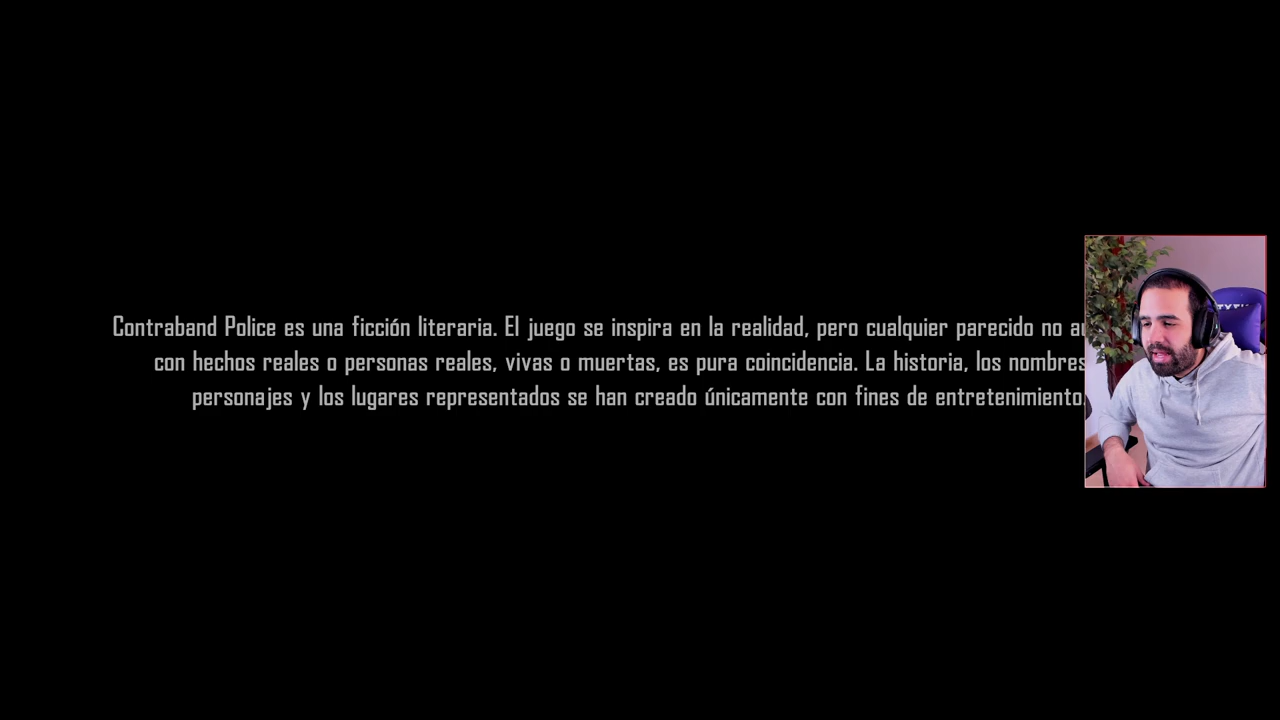 Contraband Police es una ficción literaria. El juego se inspira en la realidad, pero cualquier parecido no
con hechos reales o personas reales, vivas o muertas, es pura coincidencia. La historia, los nombres
personajes y los lugares representados se han creado únicamente con fines de entretenimiento.